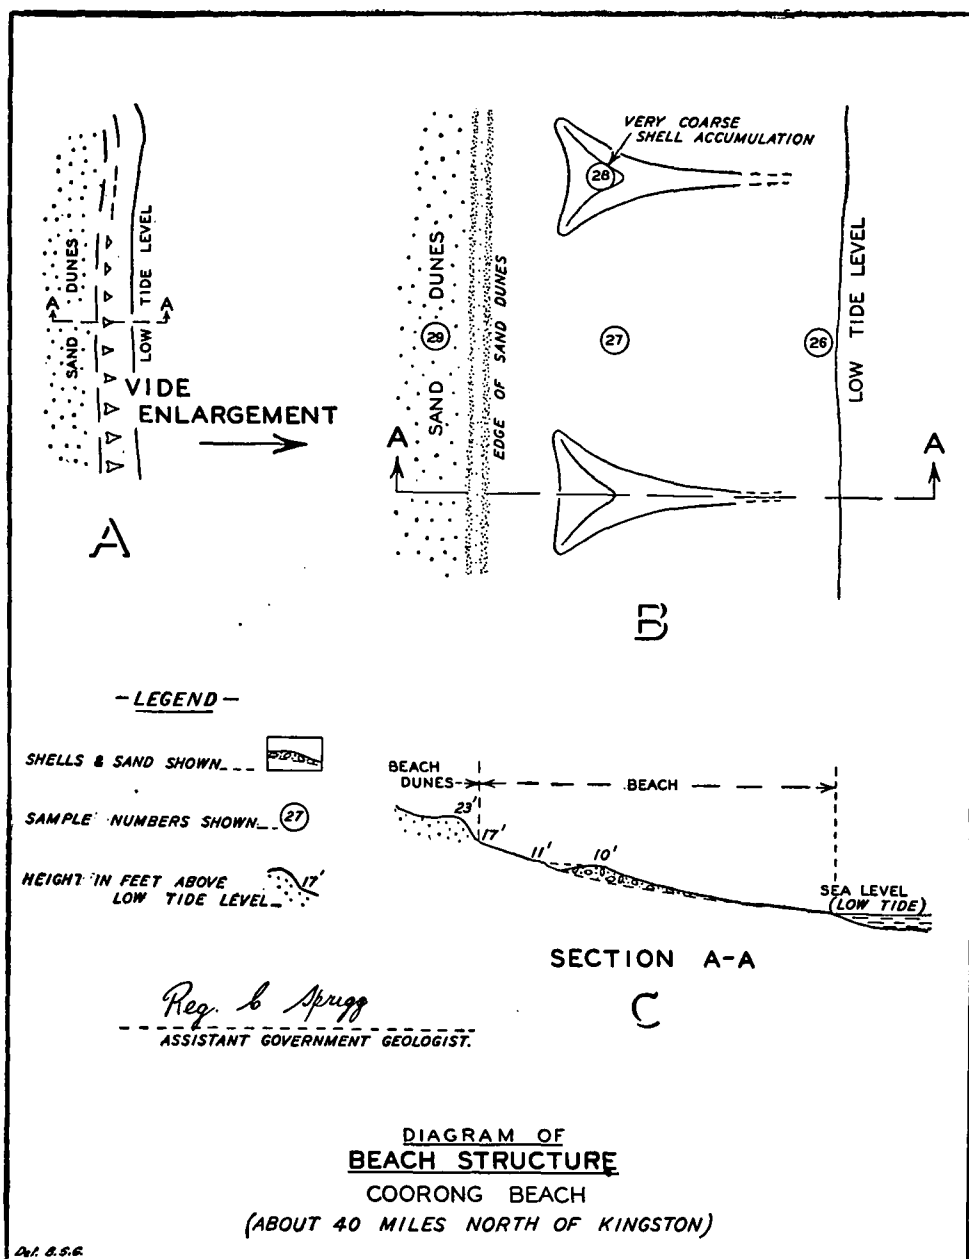 SAND DUNES
LOW TIDE LEVEL
A
A
VIDE
ENLARGEMENT
A
VERY COARSE
SHELL ACCUMULATION
28
29
SAND DUNES
EDGE OF SAND DUNES
27
26
LOW TIDE LEVEL
A
A
B
- LEGEND -
SHELLS & SAND SHOWN
SAMPLE NUMBERS SHOWN
27
HEIGHT IN FEET ABOVE
LOW TIDE LEVEL
17'
BEACH
DUNES
BEACH
23'
17'
11'
10'
SEA LEVEL
(LOW TIDE)
SECTION A-A
C
Reg. C Sprigg
ASSISTANT GOVERNMENT GEOLOGIST.
DIAGRAM OF
BEACH STRUCTURE
COORONG BEACH
(ABOUT 40 MILES NORTH OF KINGSTON)